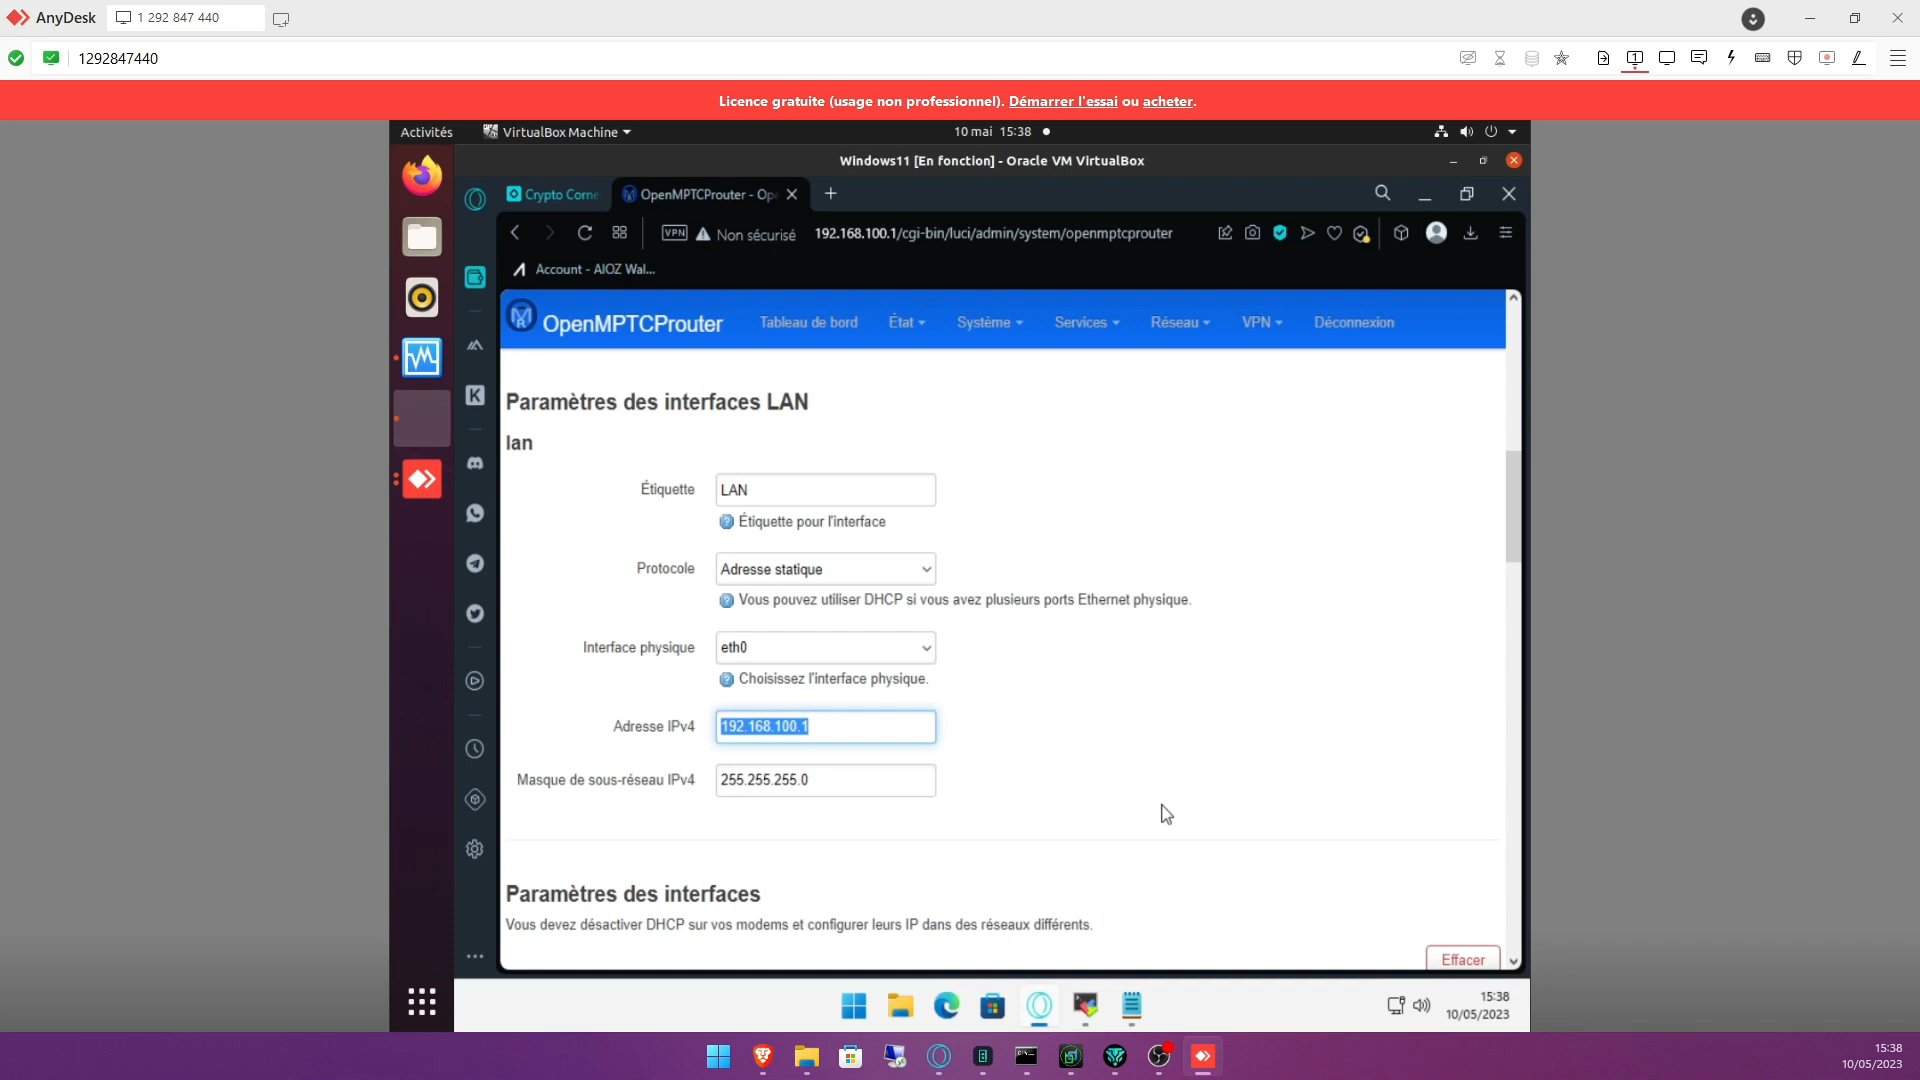 AnyDesk
1 292 847 440
1292847440
1
Licence gratuite (usage non professionnel). Démarrer l'essai ou acheter.
Activités
VirtualBox Machine
10 mai 15:38
Windows11 [En fonction] - Oracle VM VirtualBox
Crypto Corne
OpenMPTCProuter - Ope
VPN
Non sécurisé
192.168.100.1/cgi-bin/luci/admin/system/openmptcprouter
Account - AIOZ Wal...
OpenMPTCProuter
Tableau de bord
État
Système
Services
Réseau
VPN
Déconnexion
Paramètres des interfaces LAN
lan
Étiquette
LAN
Étiquette pour l'interface
Protocole
Adresse statique
Vous pouvez utiliser DHCP si vous avez plusieurs ports Ethernet physique.
Interface physique
eth0
Choisissez l'interface physique.
Adresse IPv4
192.168.100.1
Masque de sous-réseau IPv4
255.255.255.0
Paramètres des interfaces
Vous devez désactiver DHCP sur vos modems et configurer leurs IP dans des réseaux différents.
Effacer
15:38
10/05/2023
15:38
10/05/2023